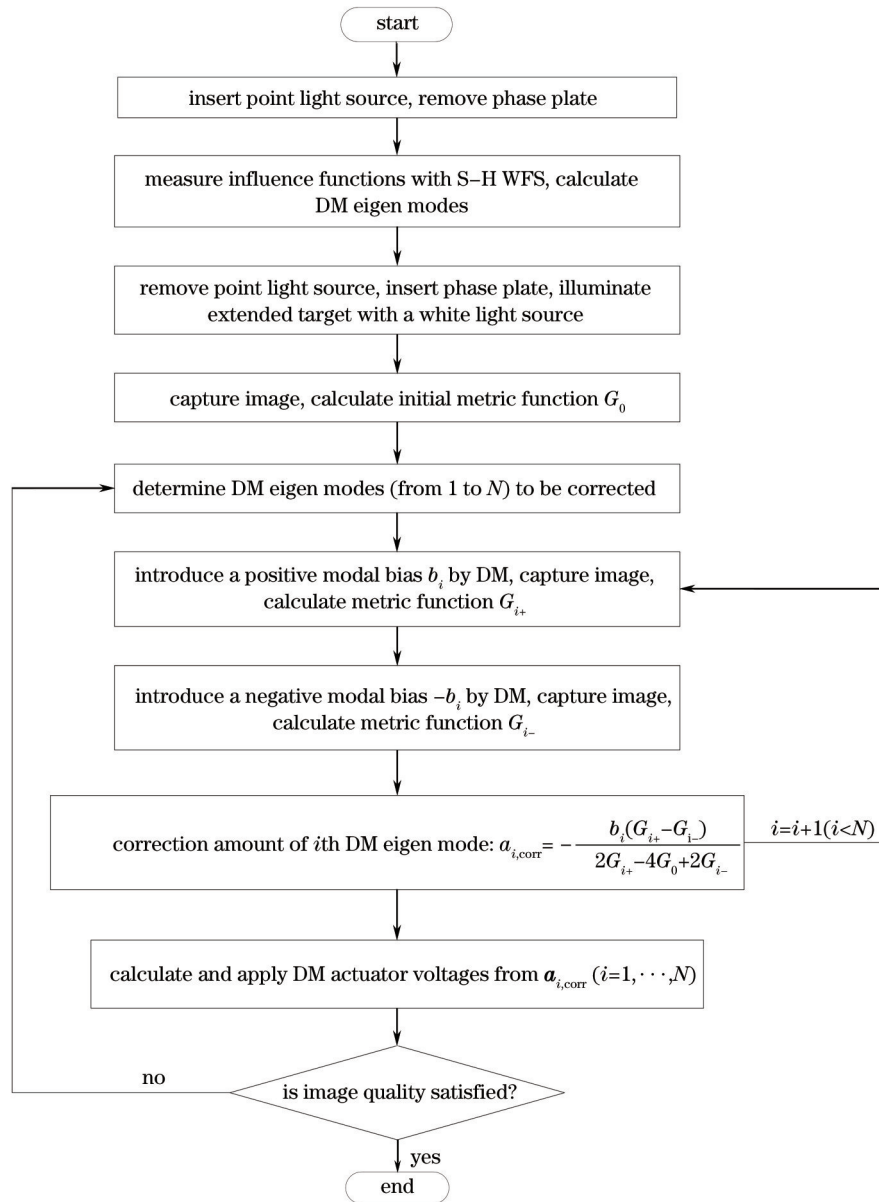 start
insert point light source, remove phase plate
measure influence functions with S–H WFS, calculate
DM eigen modes
remove point light source, insert phase plate, illuminate
extended target with a white light source
capture image, calculate initial metric function G₀
determine DM eigen modes (from 1 to N) to be corrected
introduce a positive modal bias bᵢ by DM, capture image,
calculate metric function Gᵢ₊
introduce a negative modal bias –bᵢ by DM, capture image,
calculate metric function Gᵢ₋
correction amount of ith DM eigen mode: a_{i,corr} = – bᵢ(Gᵢ₊–Gᵢ₋) / 2Gᵢ₊–4G₀+2Gᵢ₋
i=i+1(i<N)
calculate and apply DM actuator voltages from a_{i,corr} (i=1, ···,N)
is image quality satisfied?
no
yes
end